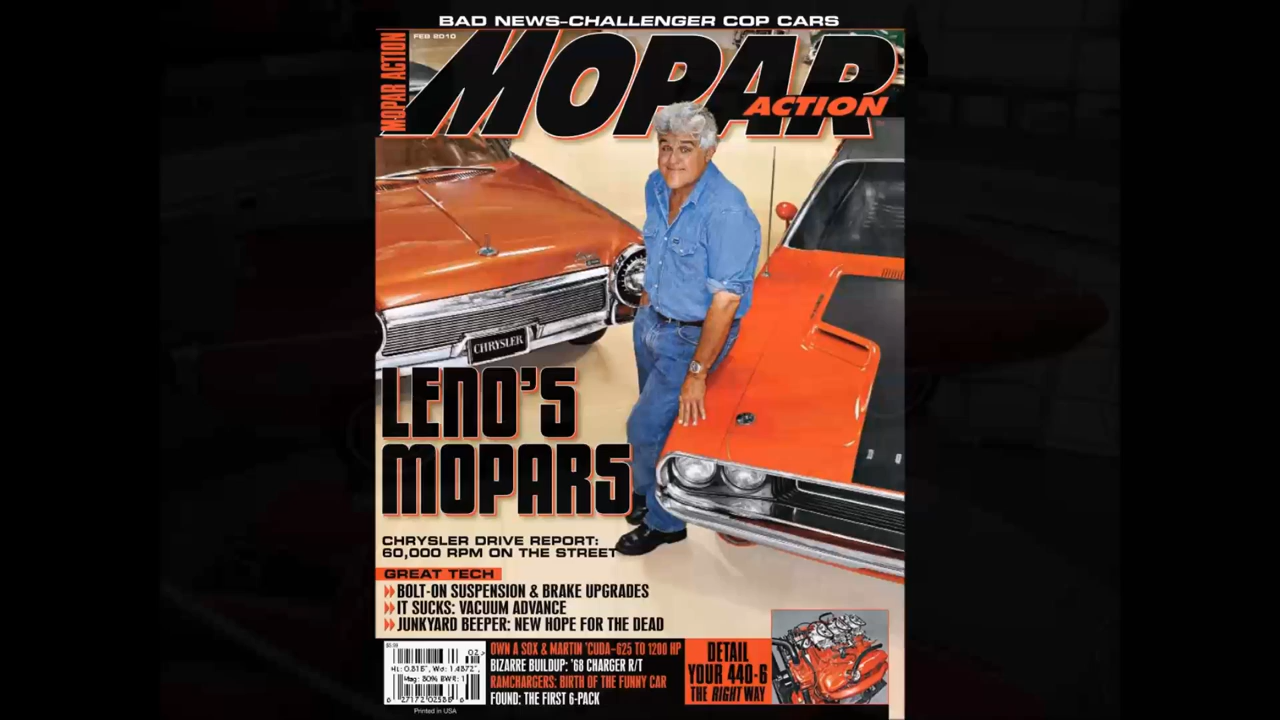 BAD NEWS–CHALLENGER COP CARS
FEB 2010
MOPAR ACTION
MOPAR
ACTION
CHRYSLER
LENO'S
MOPARS
CHRYSLER DRIVE REPORT:
60,000 RPM ON THE STREET
GREAT TECH
BOLT-ON SUSPENSION & BRAKE UPGRADES
IT SUCKS: VACUUM ADVANCE
JUNKYARD BEEPER: NEW HOPE FOR THE DEAD
OWN A SOX & MARTIN 'CUDA–625 TO 1200 HP
BIZARRE BUILDUP: '68 CHARGER R/T
RAMCHARGERS: BIRTH OF THE FUNNY CAR
FOUND: THE FIRST 6-PACK
DETAIL
YOUR 440-6
THE RIGHT WAY
$5.99
02>
Printed in USA